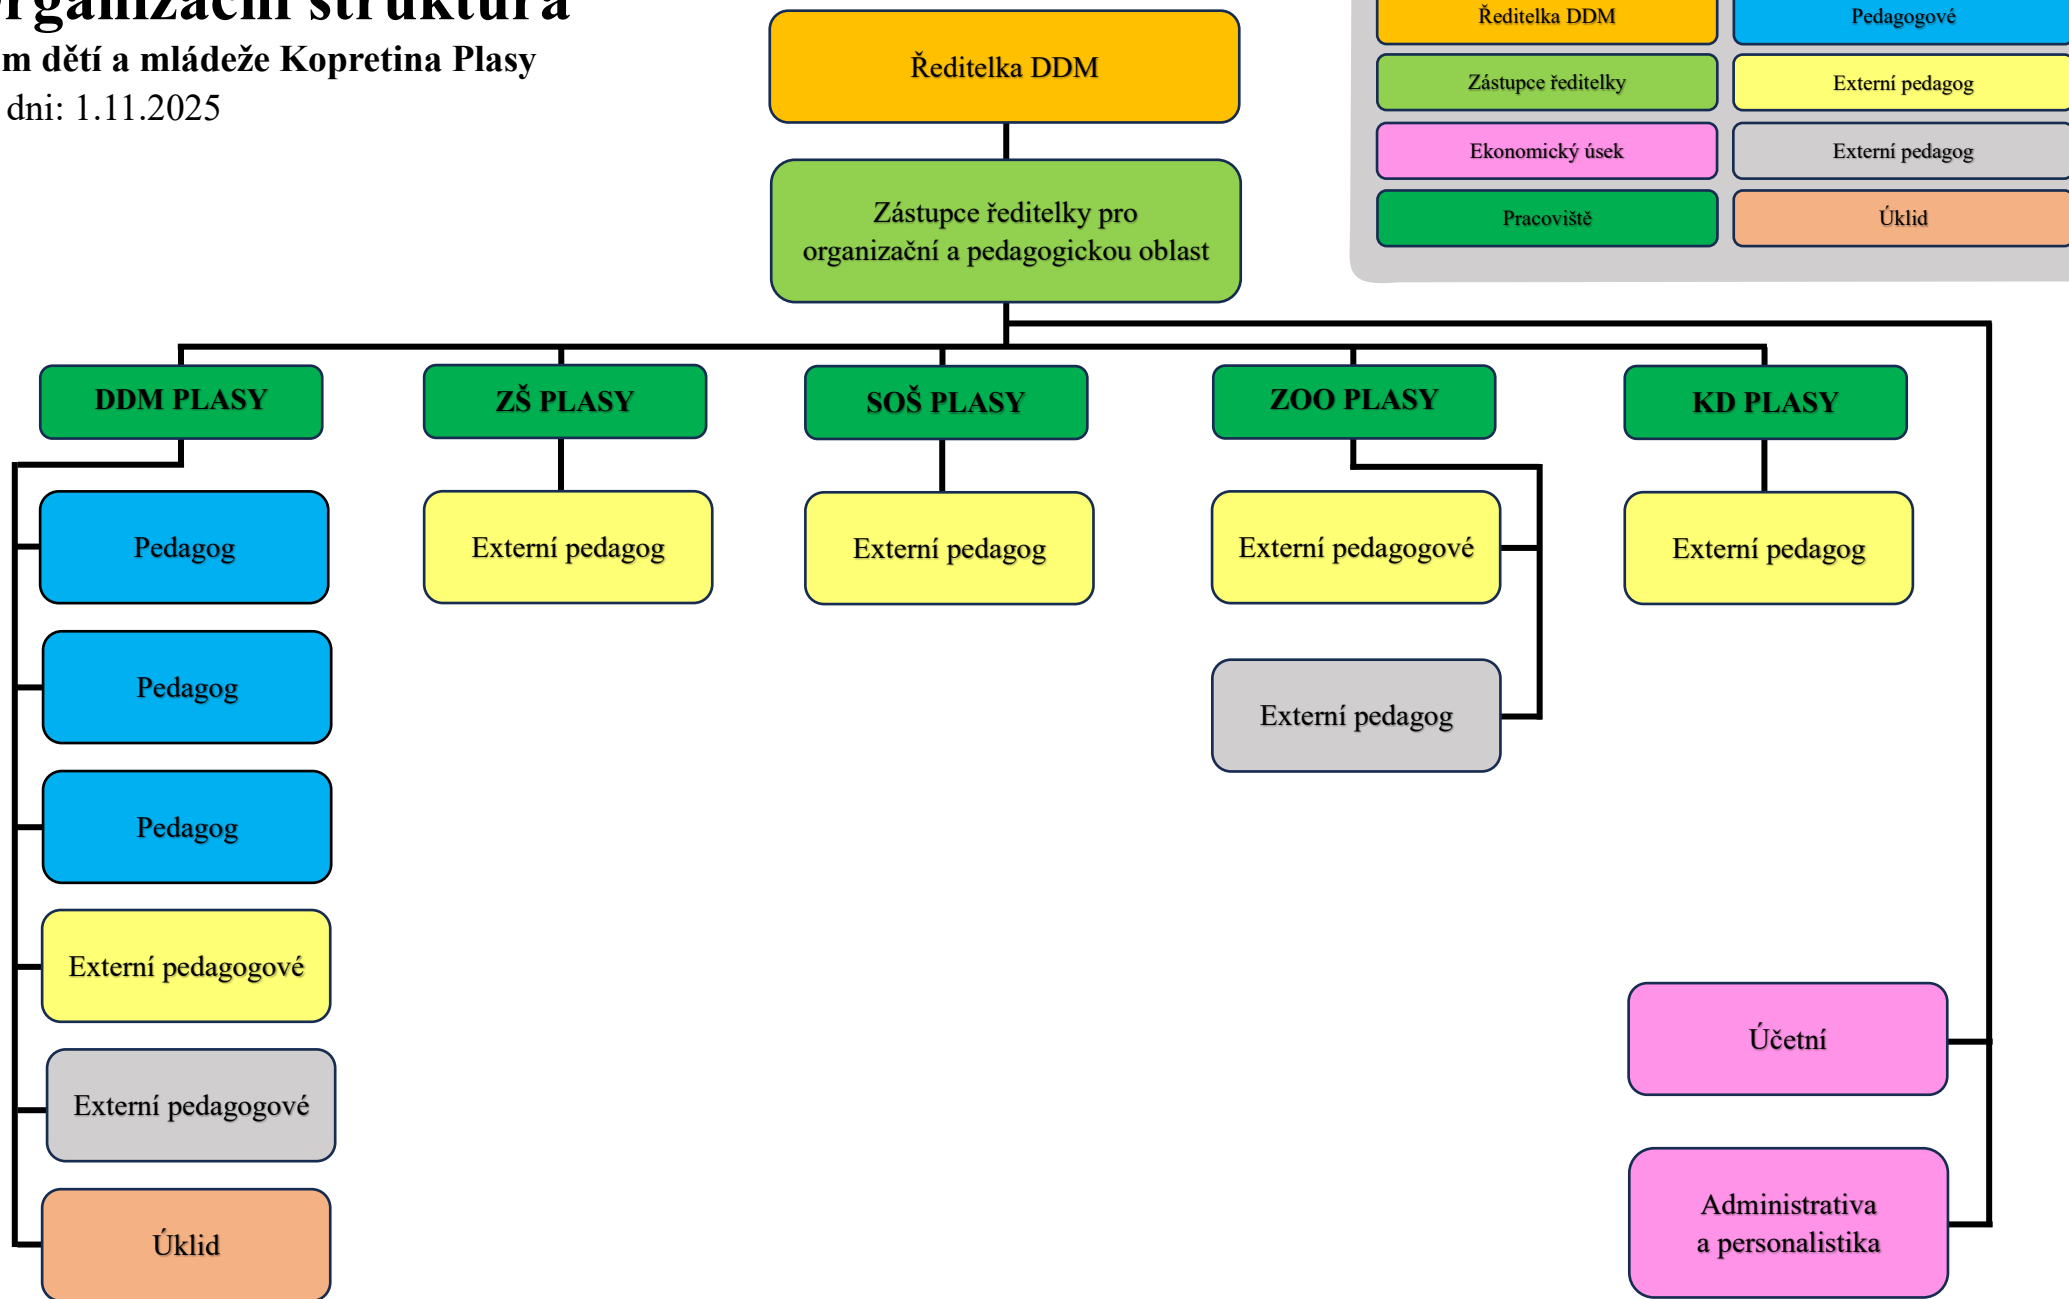 rganizační struktura
m dětí a mládeže Kopretina Plasy
dni: 1.11.2025
Ředitelka DDM
Zástupce ředitelky pro
organizační a pedagogickou oblast
Ředitelka DDM
Pedagogové
Zástupce ředitelky
Externí pedagog
Ekonomický úsek
Externí pedagog
Pracoviště
Úklid
DDM PLASY
ZŠ PLASY
SOŠ PLASY
ZOO PLASY
KD PLASY
Pedagog
Externí pedagog
Externí pedagog
Externí pedagogové
Externí pedagog
Pedagog
Externí pedagog
Pedagog
Externí pedagogové
Externí pedagogové
Úklid
Účetní
Administrativa
a personalistika